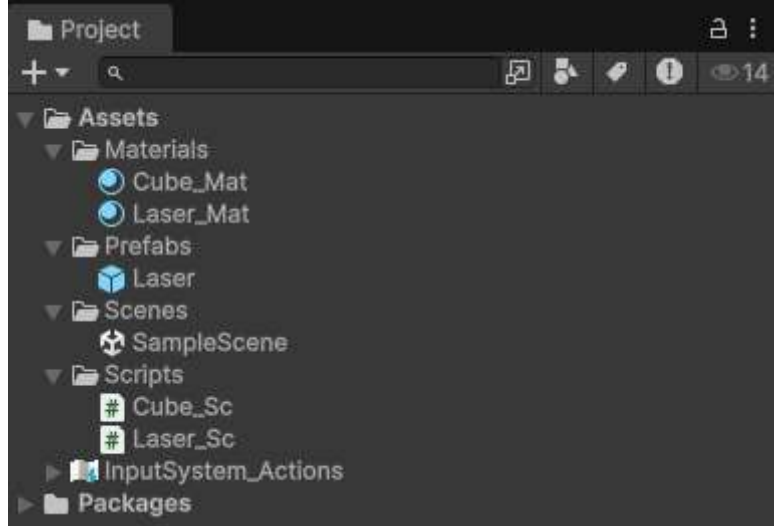 Project
14
Assets
Materials
Cube_Mat
Laser_Mat
Prefabs
Laser
Scenes
SampleScene
Scripts
# Cube_Sc
# Laser_Sc
InputSystem_Actions
Packages